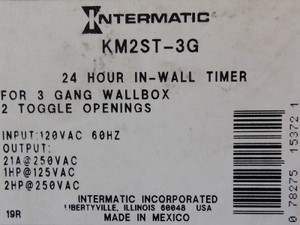 INTERMATIC
KM2ST-3G
24 HOUR IN-WALL TIMER
FOR 3 GANG WALLBOX
2 TOGGLE OPENINGS
INPUT:120VAC 60HZ
OUTPUT:
21A@250VAC
1HP@125VAC
2HP@250VAC
INTERMATIC INCORPORATED
LIBERTYVILLE, ILLINOIS 60048 USA
MADE IN MEXICO
19R
0 78275 15372 1